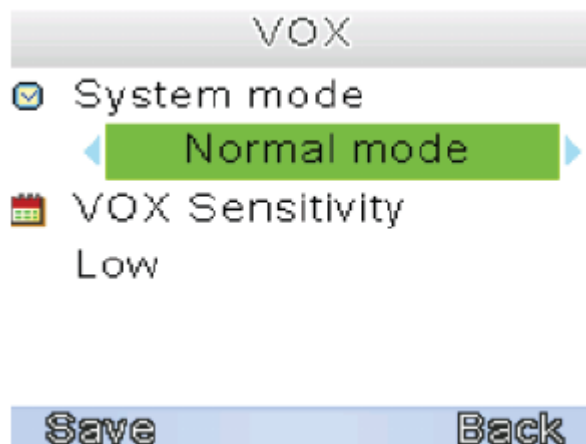 VOX
System mode
Normal mode
VOX Sensitivity
Low
Save Back